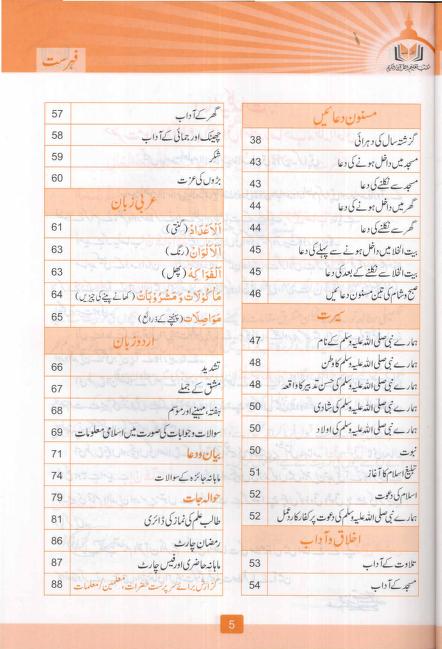 فہرست
مسنون دعائیں
گزشتہ سال کی دہرائی 38
مسجد میں داخل ہونے کی دعا 43
مسجد سے نکلنے کی دعا 43
گھر میں داخل ہونے کی دعا 44
گھر سے نکلنے کی دعا 44
بیت الخلا میں داخل ہونے سے پہلے کی دعا 45
بیت الخلا سے نکلنے کے بعد کی دعا 45
صبح و شام کی تین مسنون دعائیں 46
سیرت
ہمارے نبی صلی اللہ علیہ وسلم کے نام 47
ہمارے نبی صلی اللہ علیہ وسلم کا وطن 48
ہمارے نبی صلی اللہ علیہ وسلم کی حسن تدبیر کا واقعہ 48
ہمارے نبی صلی اللہ علیہ وسلم کی شادی 50
ہمارے نبی صلی اللہ علیہ وسلم کی اولاد 50
نبوت 50
تبلیغ اسلام کا آغاز 51
اسلام کی دعوت 52
ہمارے نبی صلی اللہ علیہ وسلم کی دعوت پر کفار کا ردعمل 52
اخلاق و آداب
تلاوت کے آداب 53
مسجد کے آداب 54
گھر کے آداب 57
چھینک اور جمائی کے آداب 58
شکر 59
بڑوں کی عزت 60
عربی زبان
اَلْاَعْدَادُ (گنتی) 61
اَلْاَلْوَانُ (رنگ) 63
اَلْفَوَاکِہُ (پھل) 63
مَأْکُوْلَات وَ مَشْرُوْبَات (کھانے پینے کی چیزیں) 64
مَوَاصِلَات (پہنچنے کے ذرائع) 65
اردو زبان
تشدید 66
مشق کے جملے 67
ہفتہ، مہینے اور موسم 68
سوالات و جوابات کی صورت میں اسلامی معلومات 69
بیان و دعا 71
ماہانہ جائزہ کے سوالات 74
حوالہ جات 79
طالب علم کی نماز کی ڈائری 81
رمضان چارٹ 86
ماہانہ حاضری اور فیس چارٹ 87
گزارش برائے سرپرست حضرات، معلمین/معلمات 88
5